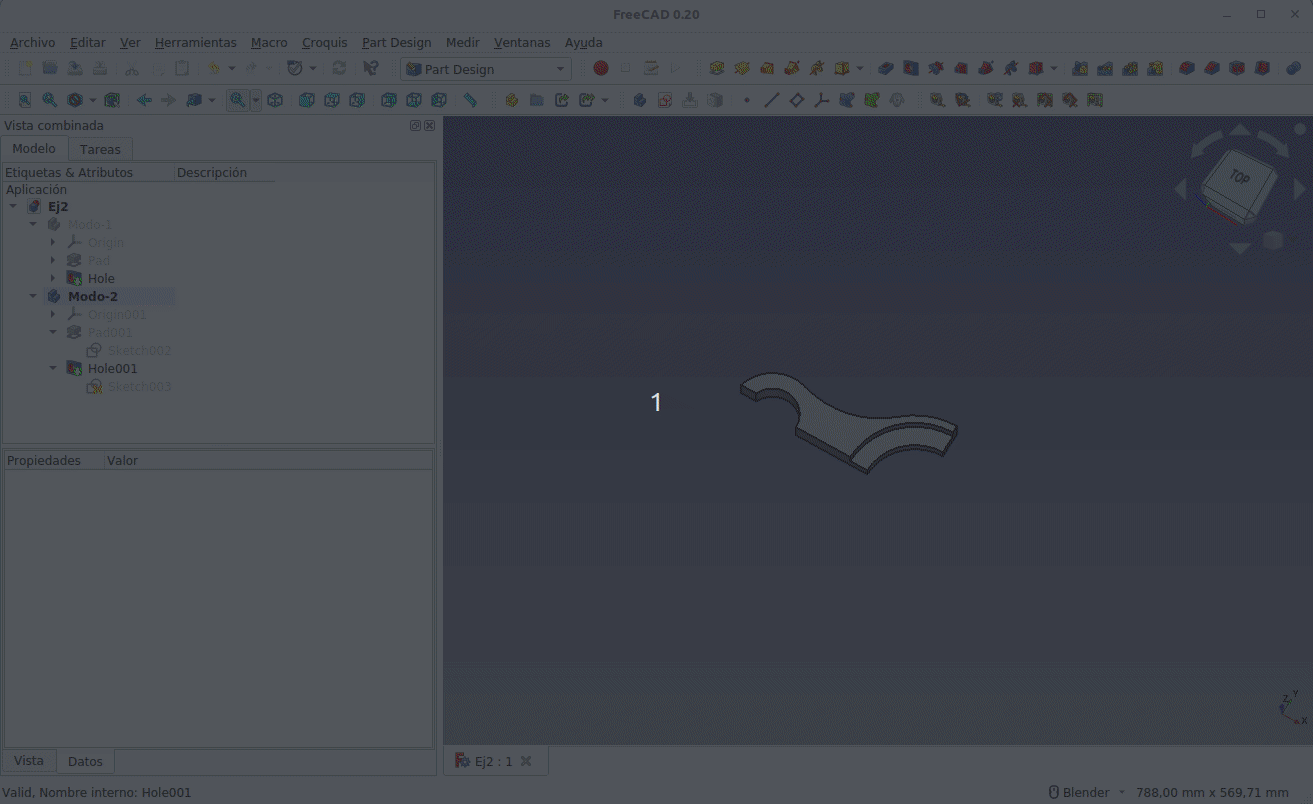 FreeCAD 0.20
Archivo Editar Ver Herramientas Macro Croquis Part Design Medir Ventanas Ayuda
Part Design
Vista combinada
Modelo Tareas
Etiquetas & Atributos Descripción
Aplicación
Ej2
Modo-1
Origin
Pad
Hole
Modo-2
Origin001
Pad001
Sketch002
Hole001
Sketch003
Propiedades Valor
TOP
1
Z Y
X
Vista Datos
Ej2 : 1
Valid, Nombre interno: Hole001
Blender 788,00 mm x 569,71 mm